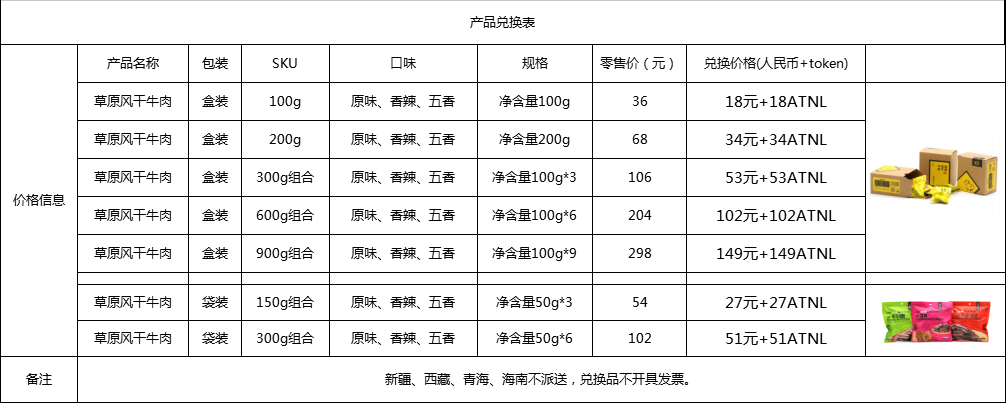 产品兑换表
产品名称 包装 SKU 口味 规格 零售价（元） 兑换价格(人民币+token)
草原风干牛肉 盒装 100g 原味、香辣、五香 净含量100g 36 18元+18ATNL
草原风干牛肉 盒装 200g 原味、香辣、五香 净含量200g 68 34元+34ATNL
草原风干牛肉 盒装 300g组合 原味、香辣、五香 净含量100g*3 106 53元+53ATNL
价格信息
草原风干牛肉 盒装 600g组合 原味、香辣、五香 净含量100g*6 204 102元+102ATNL
草原风干牛肉 盒装 900g组合 原味、香辣、五香 净含量100g*9 298 149元+149ATNL
草原风干牛肉 袋装 150g组合 原味、香辣、五香 净含量50g*3 54 27元+27ATNL
草原风干牛肉 袋装 300g组合 原味、香辣、五香 净含量50g*6 102 51元+51ATNL
备注 新疆、西藏、青海、海南不派送，兑换品不开具发票。